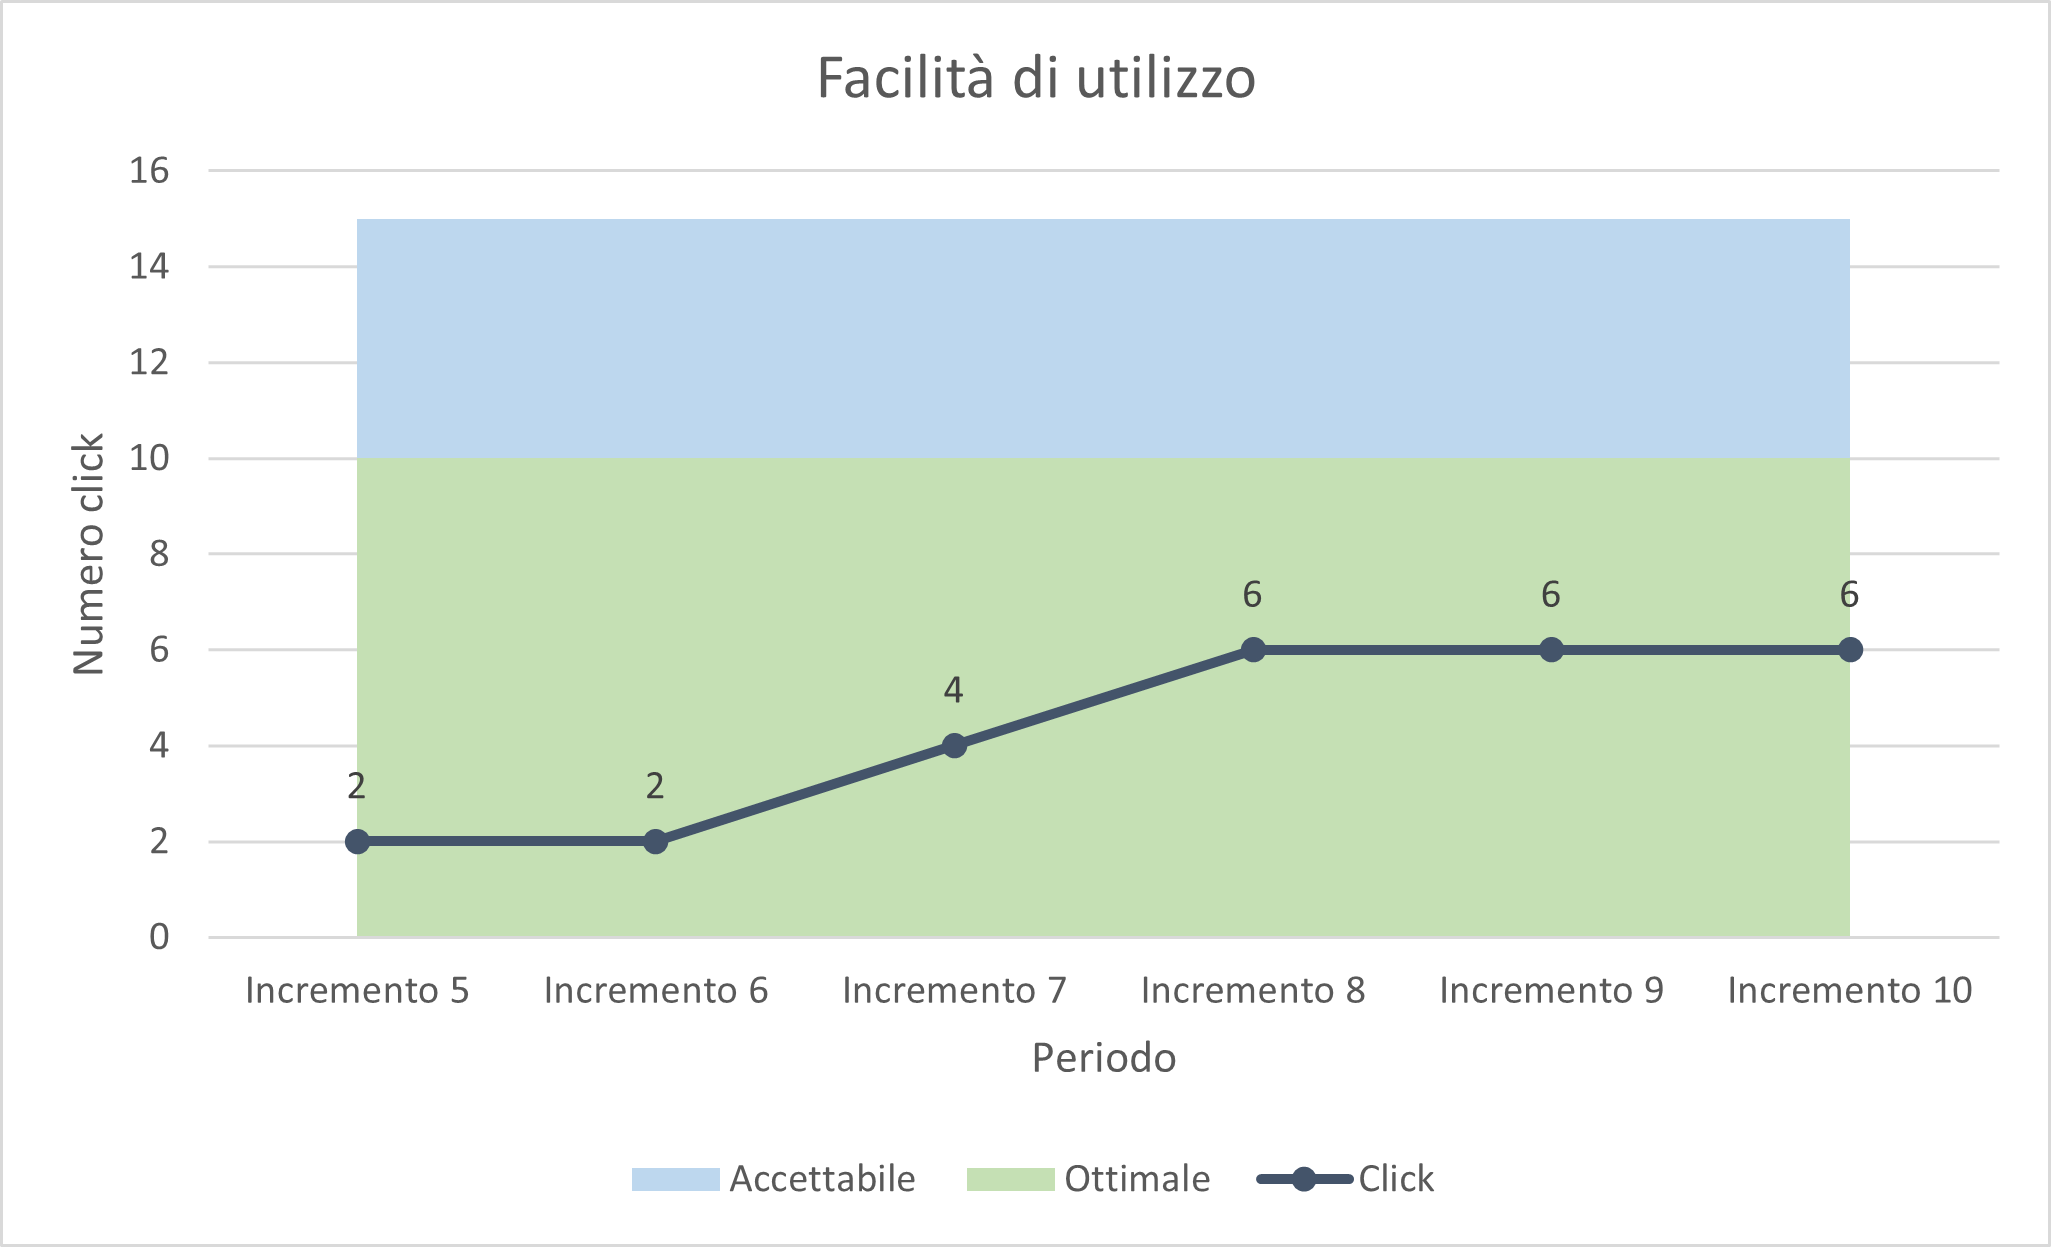 Facilità di utilizzo
16
14
12
10
8
6
4
2
0
Numero click
2
2
4
6
6
6
Incremento 5
Incremento 6
Incremento 7
Incremento 8
Incremento 9
Incremento 10
Periodo
Accettabile
Ottimale
Click